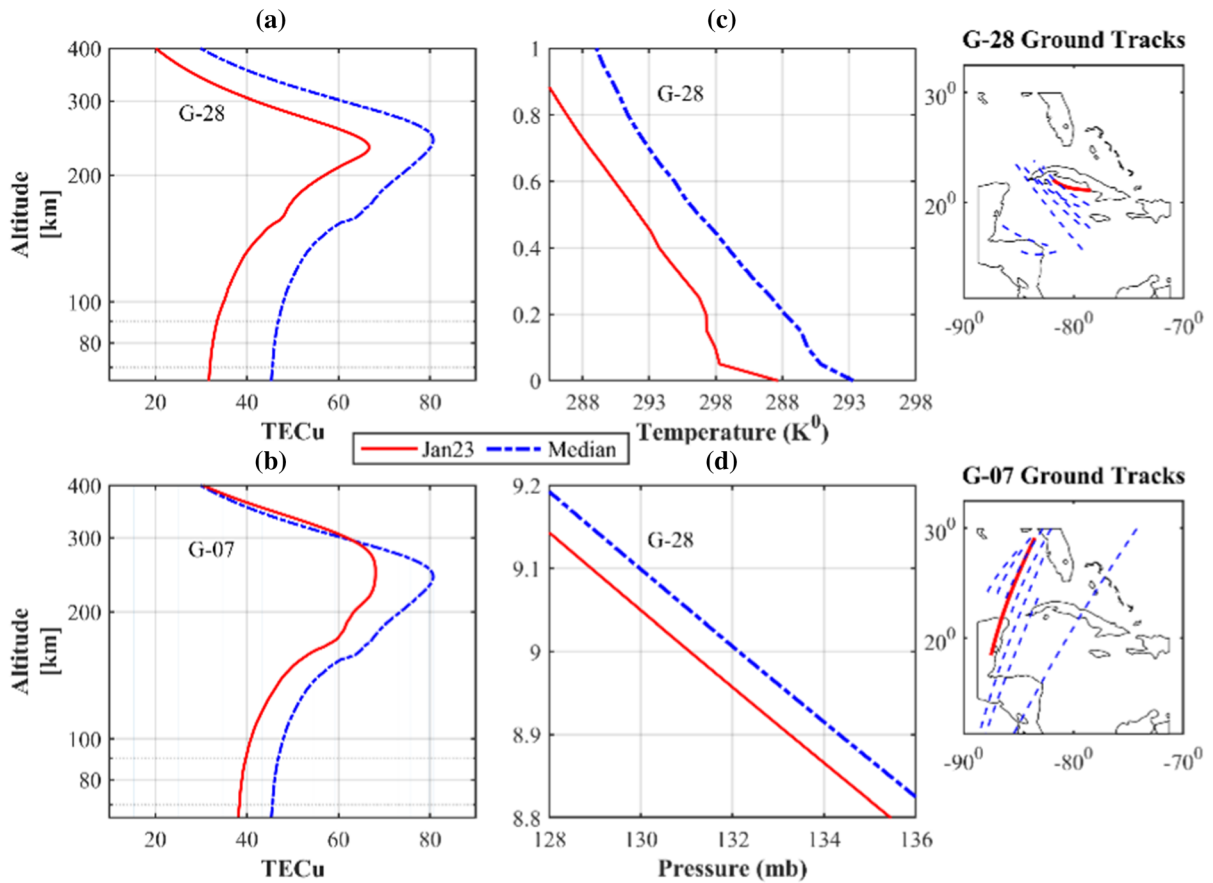 (a)
400
300
200
100
80
Altitude
[km]
G-28
20
40
60
80
TECu
(c)
1
0.8
0.6
0.4
0.2
0
G-28
288
293
298
288
293
298
Temperature (K⁰)
G-28 Ground Tracks
30⁰
20⁰
-90⁰
-80⁰
-70⁰
Jan23
Median
(b)
400
300
200
100
80
Altitude
[km]
G-07
20
40
60
80
TECu
(d)
9.2
9.1
9
8.9
8.8
G-28
128
130
132
134
136
Pressure (mb)
G-07 Ground Tracks
30⁰
20⁰
-90⁰
-80⁰
-70⁰